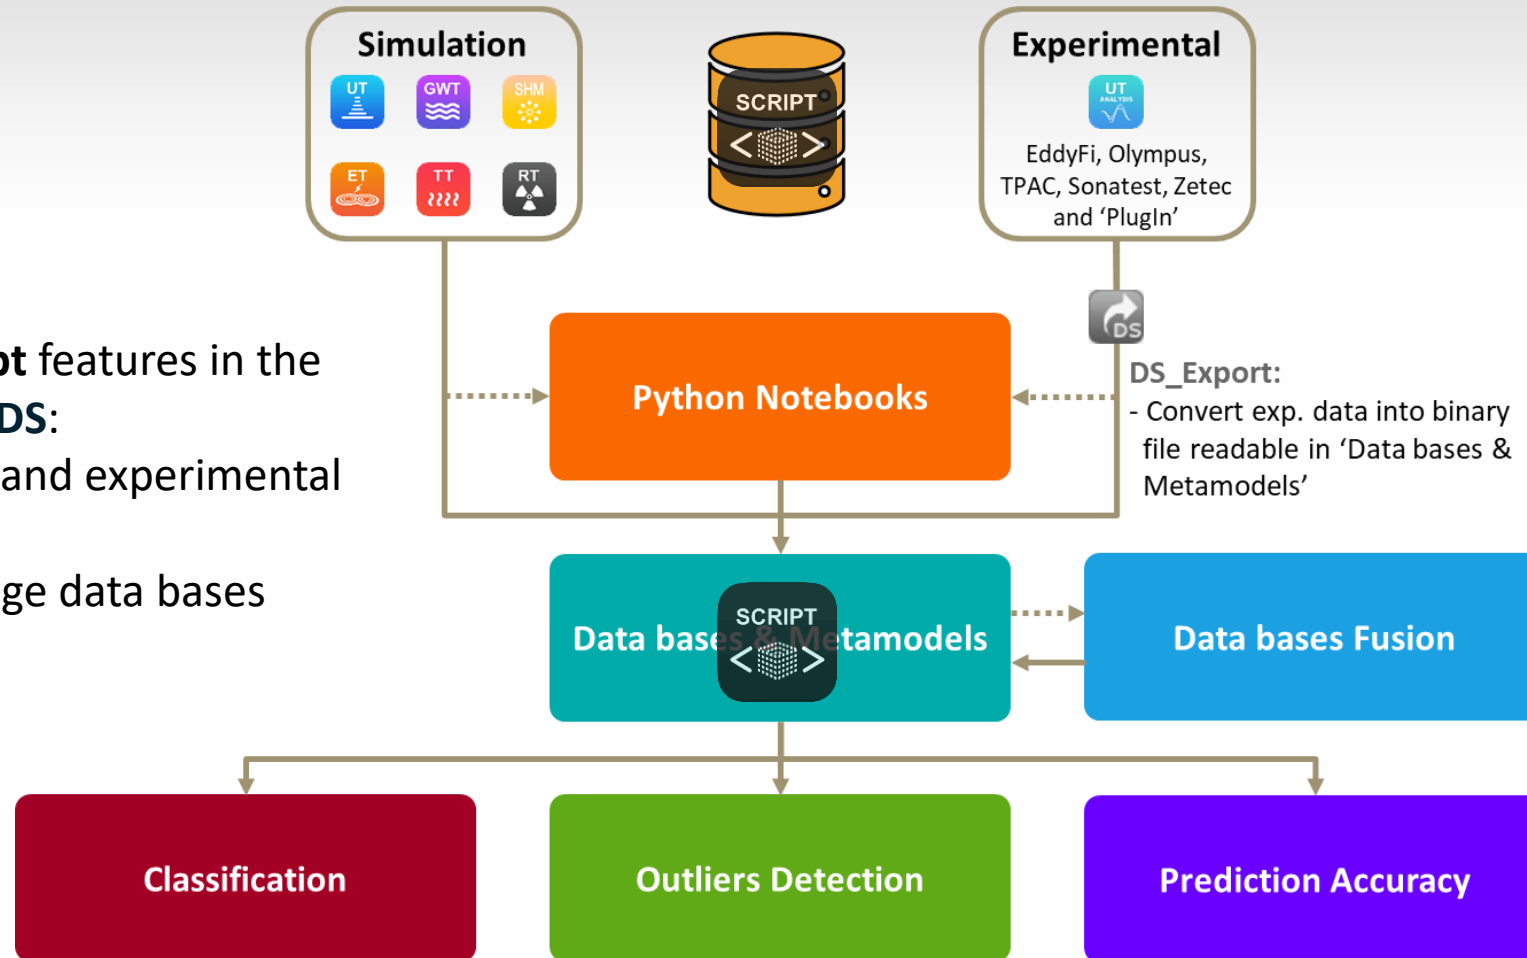 Simulation
UT
GWT
SHM
ET
TT
RT
SCRIPT
< >
Experimental
UT
ANALYSIS
EddyFi, Olympus,
TPAC, Sonatest, Zetec
and ‘PlugIn’
DS
DS_Export:
- Convert exp. data into binary
file readable in ‘Data bases &
Metamodels’
pt features in the
DS:
and experimental
ge data bases
Python Notebooks
Data bases & Metamodels
SCRIPT
< >
Data bases Fusion
Classification
Outliers Detection
Prediction Accuracy